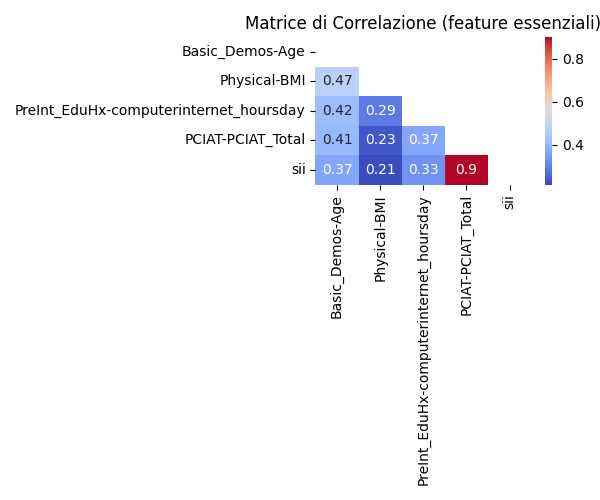 Matrice di Correlazione (feature essenziali)
Basic_Demos-Age
Physical-BMI
0.47
PreInt_EduHx-computerinternet_hoursday
0.42 0.29
PCIAT-PCIAT_Total
0.41 0.23 0.37
sii
0.37 0.21 0.33 0.9
Basic_Demos-Age
Physical-BMI
PreInt_EduHx-computerinternet_hoursday
PCIAT-PCIAT_Total
sii
0.8
0.6
0.4